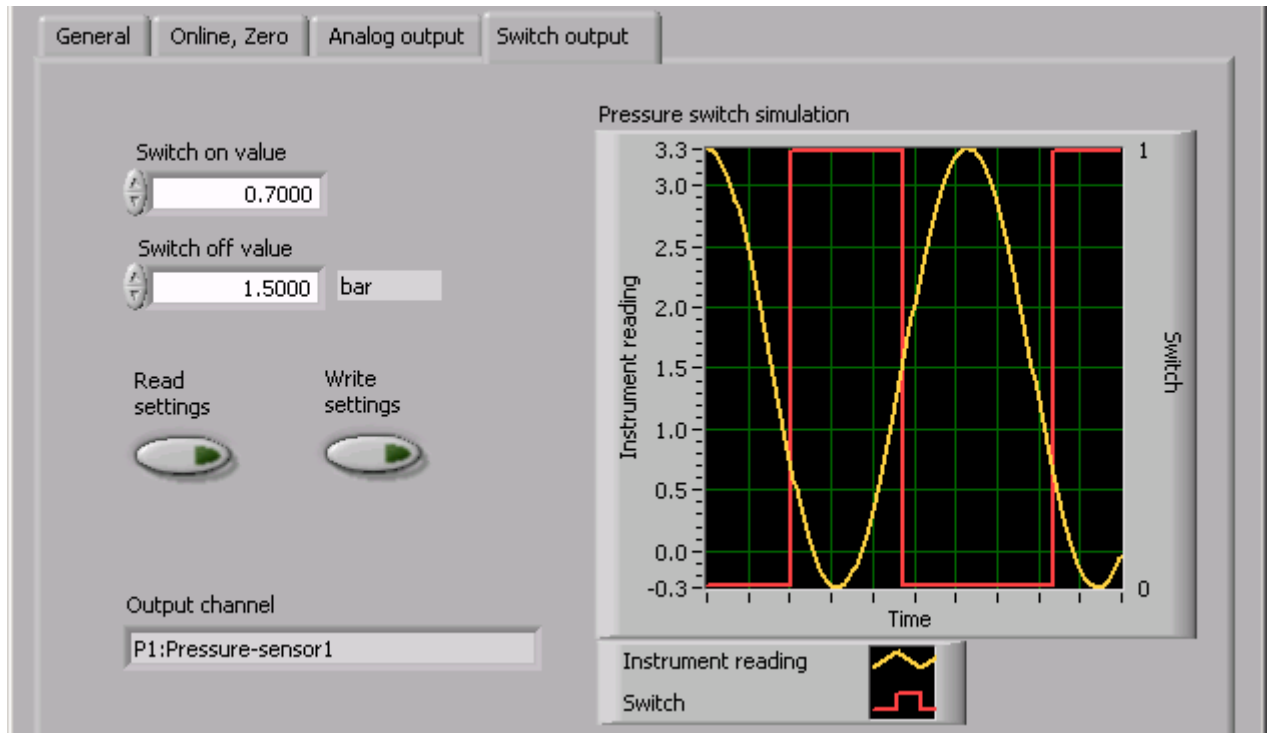 General
Online, Zero
Analog output
Switch output
Switch on value
0.7000
Switch off value
1.5000
bar
Read
settings
Write
settings
Output channel
P1:Pressure-sensor1
Pressure switch simulation
Instrument reading
3.3
3.0
2.5
2.0
1.5
1.0
0.5
0.0
-0.3
1
0
Switch
Time
Instrument reading
Switch